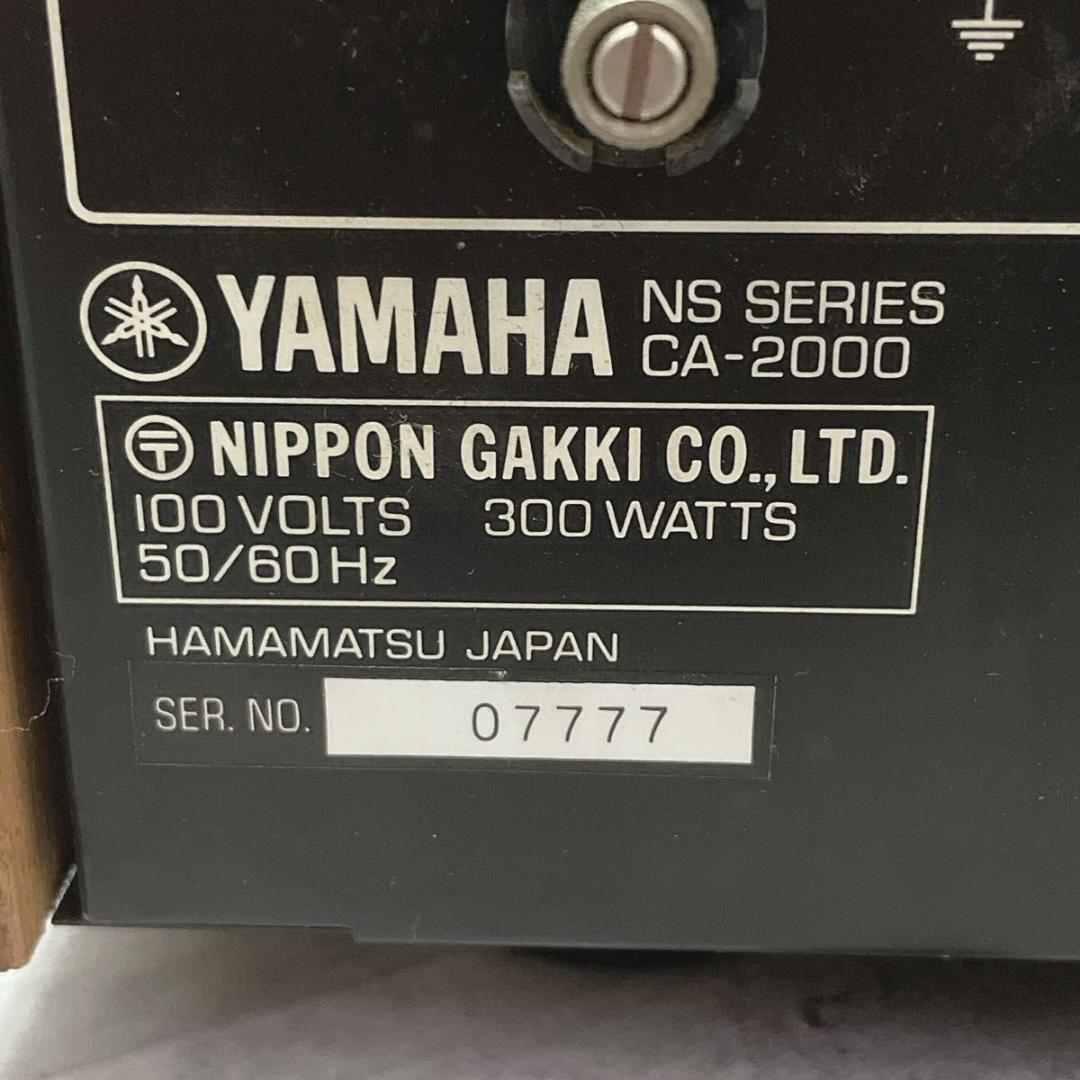 YAMAHA NS SERIES
CA-2000
〶 NIPPON GAKKI CO., LTD.
100 VOLTS 300 WATTS
50/60 Hz
HAMAMATSU JAPAN
SER. NO. 07777